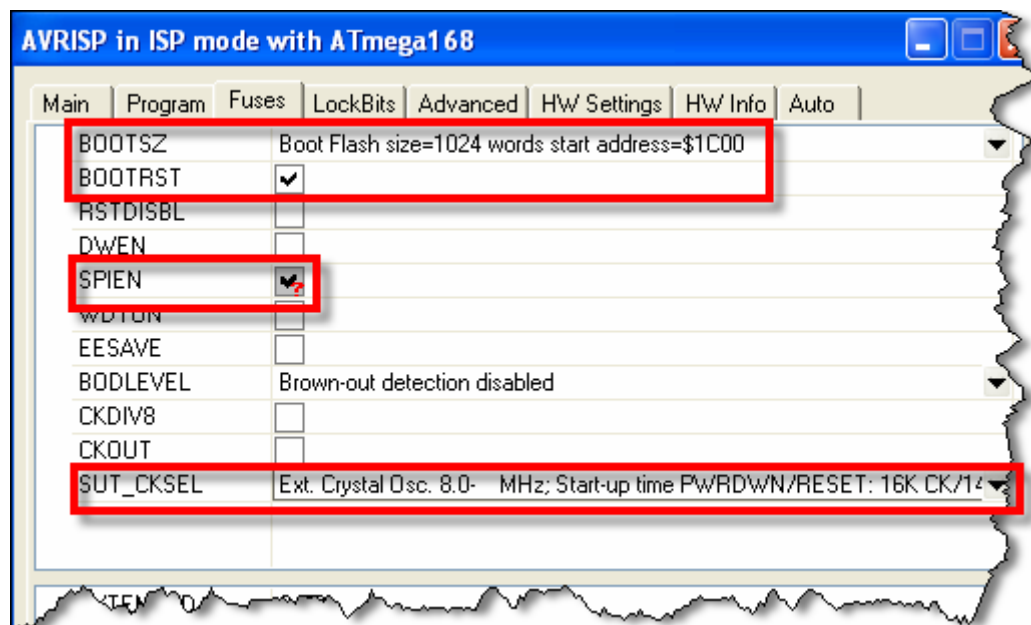 AVRISP in ISP mode with ATmega168
Main Program Fuses LockBits Advanced HW Settings HW Info Auto
BOOTSZ Boot Flash size=1024 words start address=$1C00
BOOTRST
RSTDISBL
DWEN
SPIEN
WDTON
EESAVE
BODLEVEL Brown-out detection disabled
CKDIV8
CKOUT
SUT_CKSEL Ext. Crystal Osc. 8.0- MHz; Start-up time PWRDWN/RESET: 16K CK/14